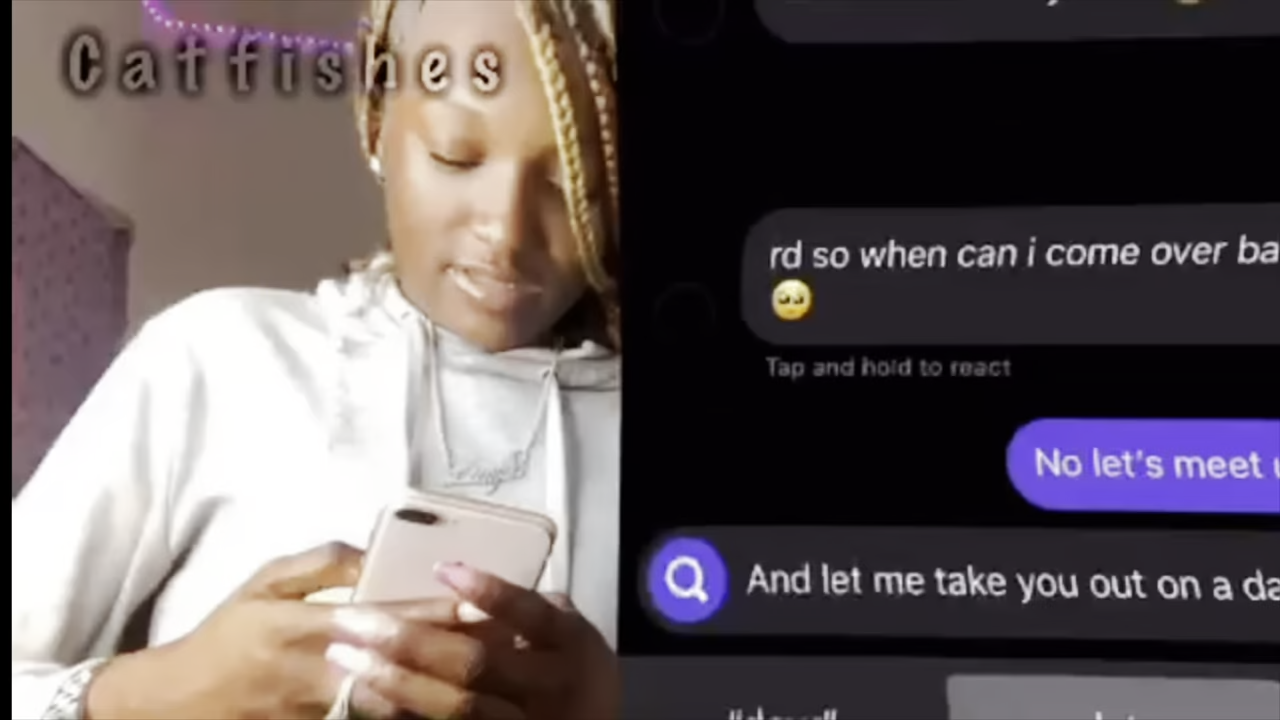 Catfishes
rd so when can i come over ba
Tap and hold to react
No let's meet
And let me take you out on a da